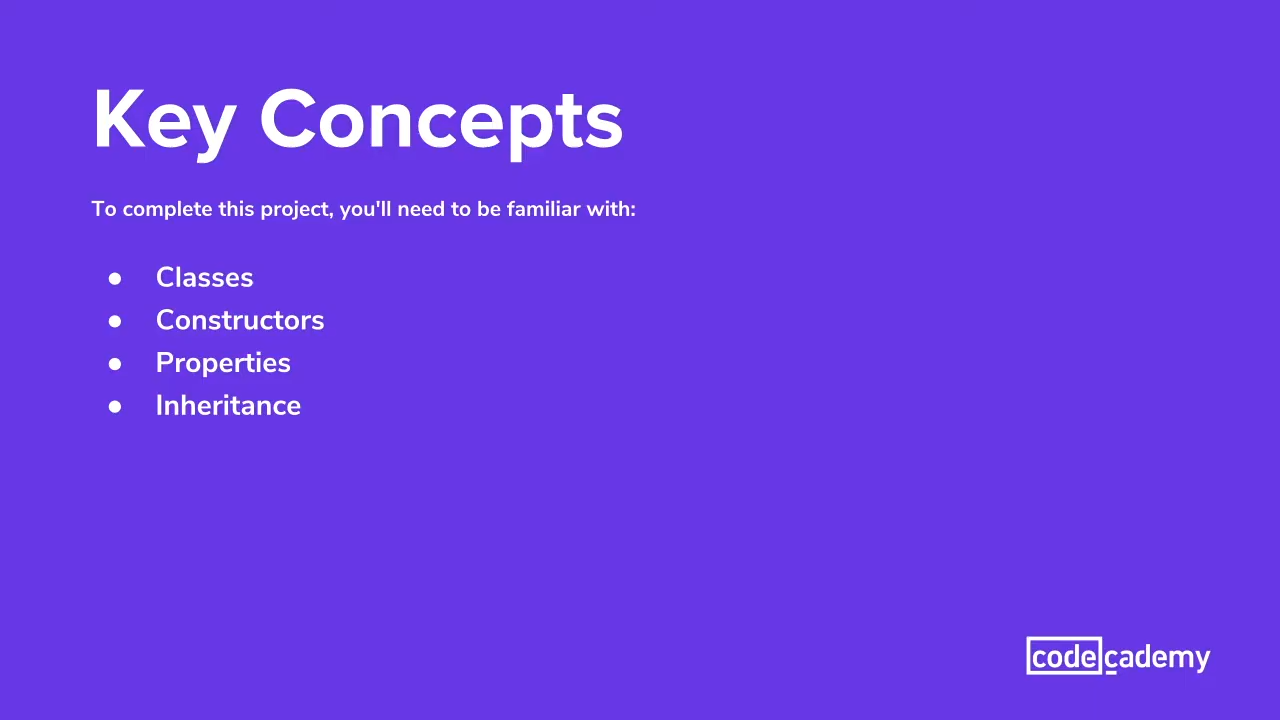 Key Concepts
To complete this project, you'll need to be familiar with:
● Classes
● Constructors
● Properties
● Inheritance
codecademy